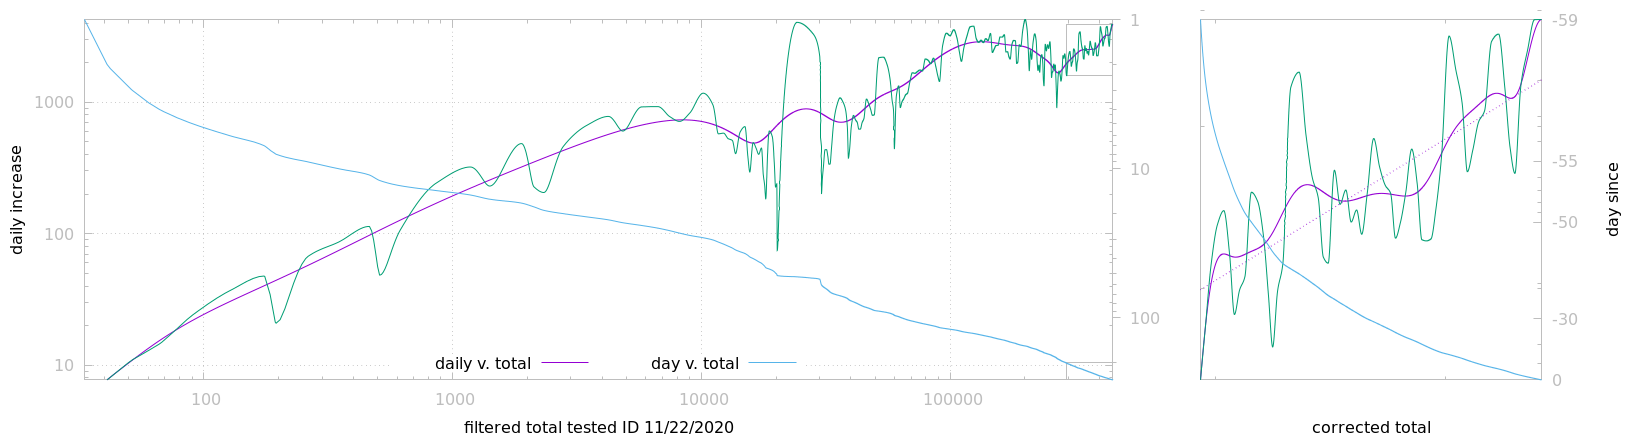 1000
100
10
daily increase
daily v. total
day v. total
100
1000
10000
100000
filtered total tested ID 11/22/2020
1
10
100
-59
-55
-50
-30
0
day since
corrected total